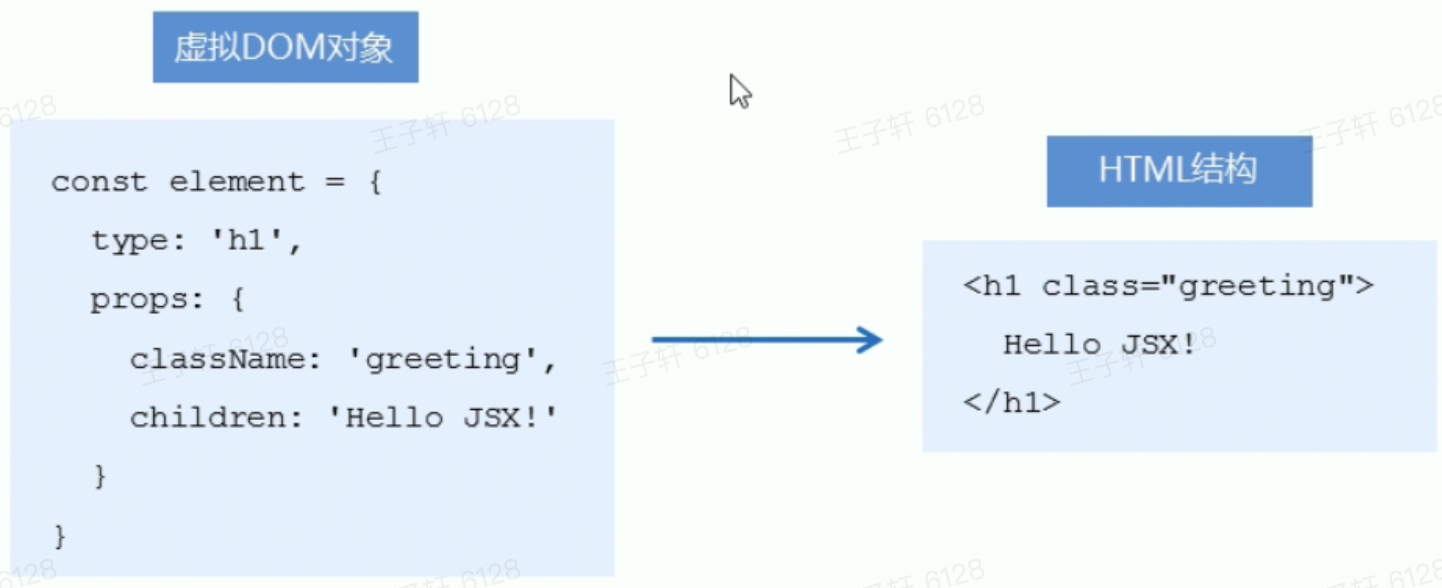 虚拟DOM对象
const element = {
type: 'h1',
props: {
className: 'greeting',
children: 'Hello JSX!'
}
}
HTML结构
<h1 class="greeting">
Hello JSX!
</h1>
王子轩 6128